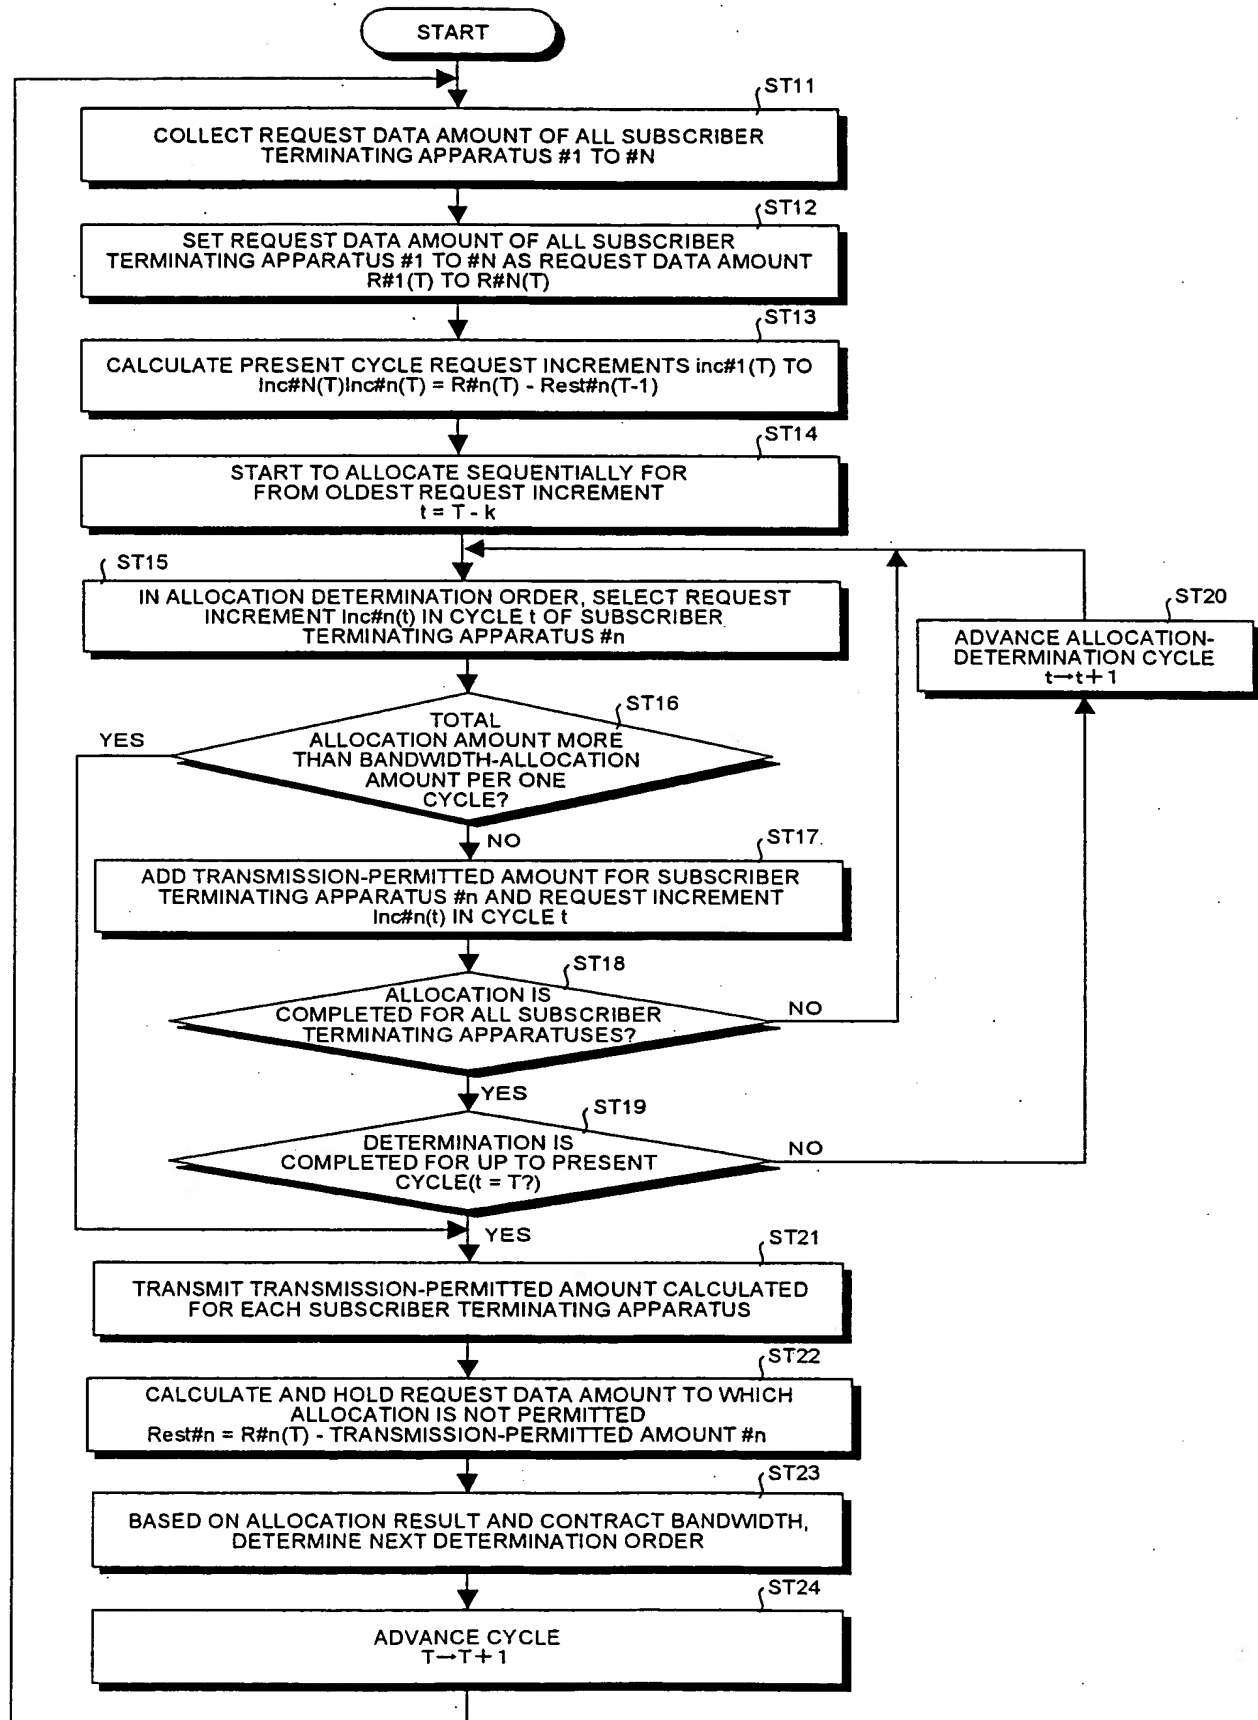 START
ST11
COLLECT REQUEST DATA AMOUNT OF ALL SUBSCRIBER
TERMINATING APPARATUS #1 TO #N
ST12
SET REQUEST DATA AMOUNT OF ALL SUBSCRIBER
TERMINATING APPARATUS #1 TO #N AS REQUEST DATA AMOUNT
R#1(T) TO R#N(T)
ST13
CALCULATE PRESENT CYCLE REQUEST INCREMENTS inc#1(T) TO
Inc#N(T)Inc#n(T) = R#n(T) - Rest#n(T-1)
ST14
START TO ALLOCATE SEQUENTIALLY FOR
FROM OLDEST REQUEST INCREMENT
t = T - k
ST15
IN ALLOCATION DETERMINATION ORDER, SELECT REQUEST
INCREMENT Inc#n(t) IN CYCLE t OF SUBSCRIBER
TERMINATING APPARATUS #n
ST20
ADVANCE ALLOCATION-
DETERMINATION CYCLE
t→t+1
ST16
YES
TOTAL
ALLOCATION AMOUNT MORE
THAN BANDWIDTH-ALLOCATION
AMOUNT PER ONE
CYCLE?
NO
ST17
ADD TRANSMISSION-PERMITTED AMOUNT FOR SUBSCRIBER
TERMINATING APPARATUS #n AND REQUEST INCREMENT
Inc#n(t) IN CYCLE t
ST18
ALLOCATION IS
COMPLETED FOR ALL SUBSCRIBER
TERMINATING APPARATUSES?
NO
YES
ST19
DETERMINATION IS
COMPLETED FOR UP TO PRESENT
CYCLE(t = T?)
NO
YES
ST21
TRANSMIT TRANSMISSION-PERMITTED AMOUNT CALCULATED
FOR EACH SUBSCRIBER TERMINATING APPARATUS
ST22
CALCULATE AND HOLD REQUEST DATA AMOUNT TO WHICH
ALLOCATION IS NOT PERMITTED
Rest#n = R#n(T) - TRANSMISSION-PERMITTED AMOUNT #n
ST23
BASED ON ALLOCATION RESULT AND CONTRACT BANDWIDTH,
DETERMINE NEXT DETERMINATION ORDER
ST24
ADVANCE CYCLE
T→T+1